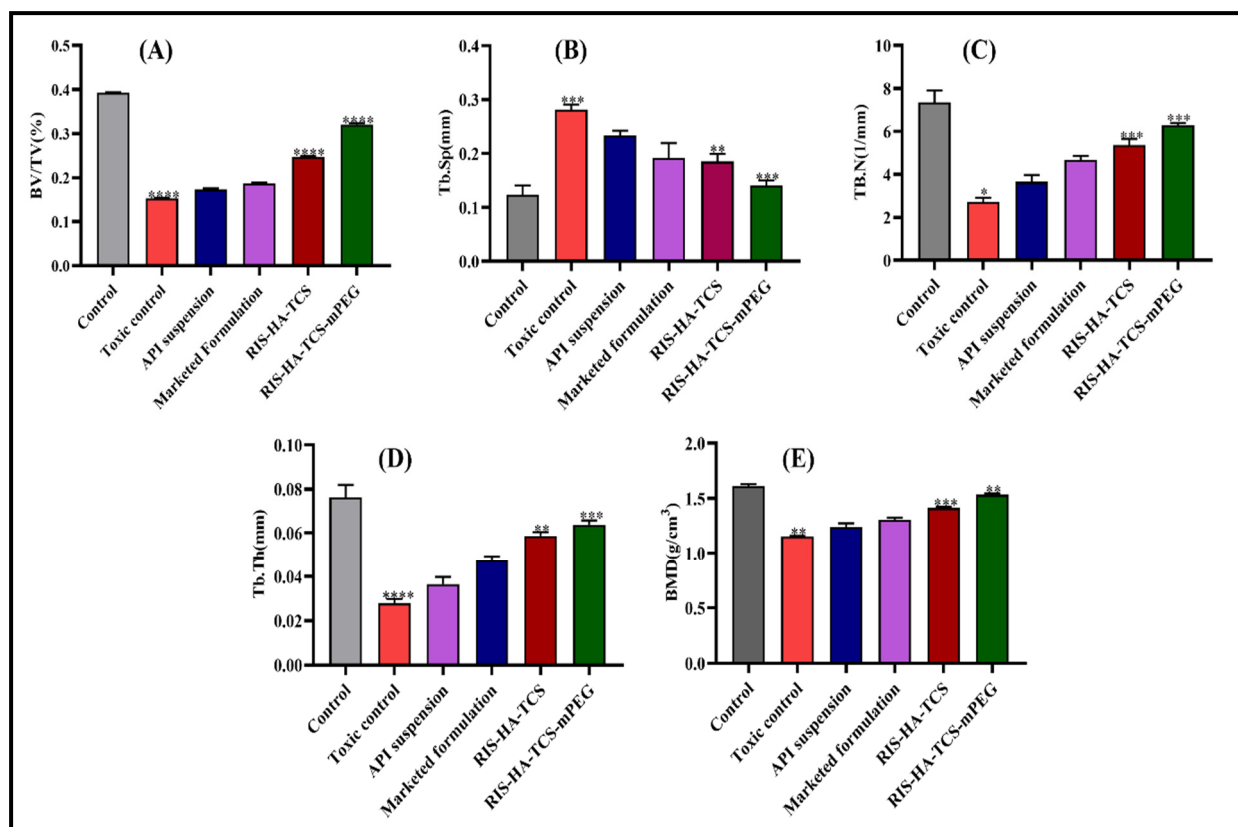 (A)
BV/TV(%)
0.5
0.4
0.3
0.2
0.1
0.0
****
****
****
Control
Toxic control
API suspension
Marketed Formulation
RIS-HA-TCS
RIS-HA-TCS-mPEG
(B)
Tb.Sp(mm)
0.4
0.3
0.2
0.1
0.0
***
**
***
Control
Toxic control
API suspension
Marketed formulation
RIS-HA-TCS
RIS-HA-TCS-mPEG
(C)
TB.N(1/mm)
10
8
6
4
2
0
*
***
***
Control
Toxic control
API suspension
Marketed formulation
RIS-HA-TCS
RIS-HA-TCS-mPEG
(D)
Tb.Th(mm)
0.10
0.08
0.06
0.04
0.02
0.00
****
**
***
Control
Toxic control
API suspension
Marketed formulation
RIS-HA-TCS
RIS-HA-TCS-mPEG
(E)
BMD(g/cm³)
2.0
1.5
1.0
0.5
0.0
**
***
**
Control
Toxic control
API suspension
Marketed formulation
RIS-HA-TCS
RIS-HA-TCS-mPEG